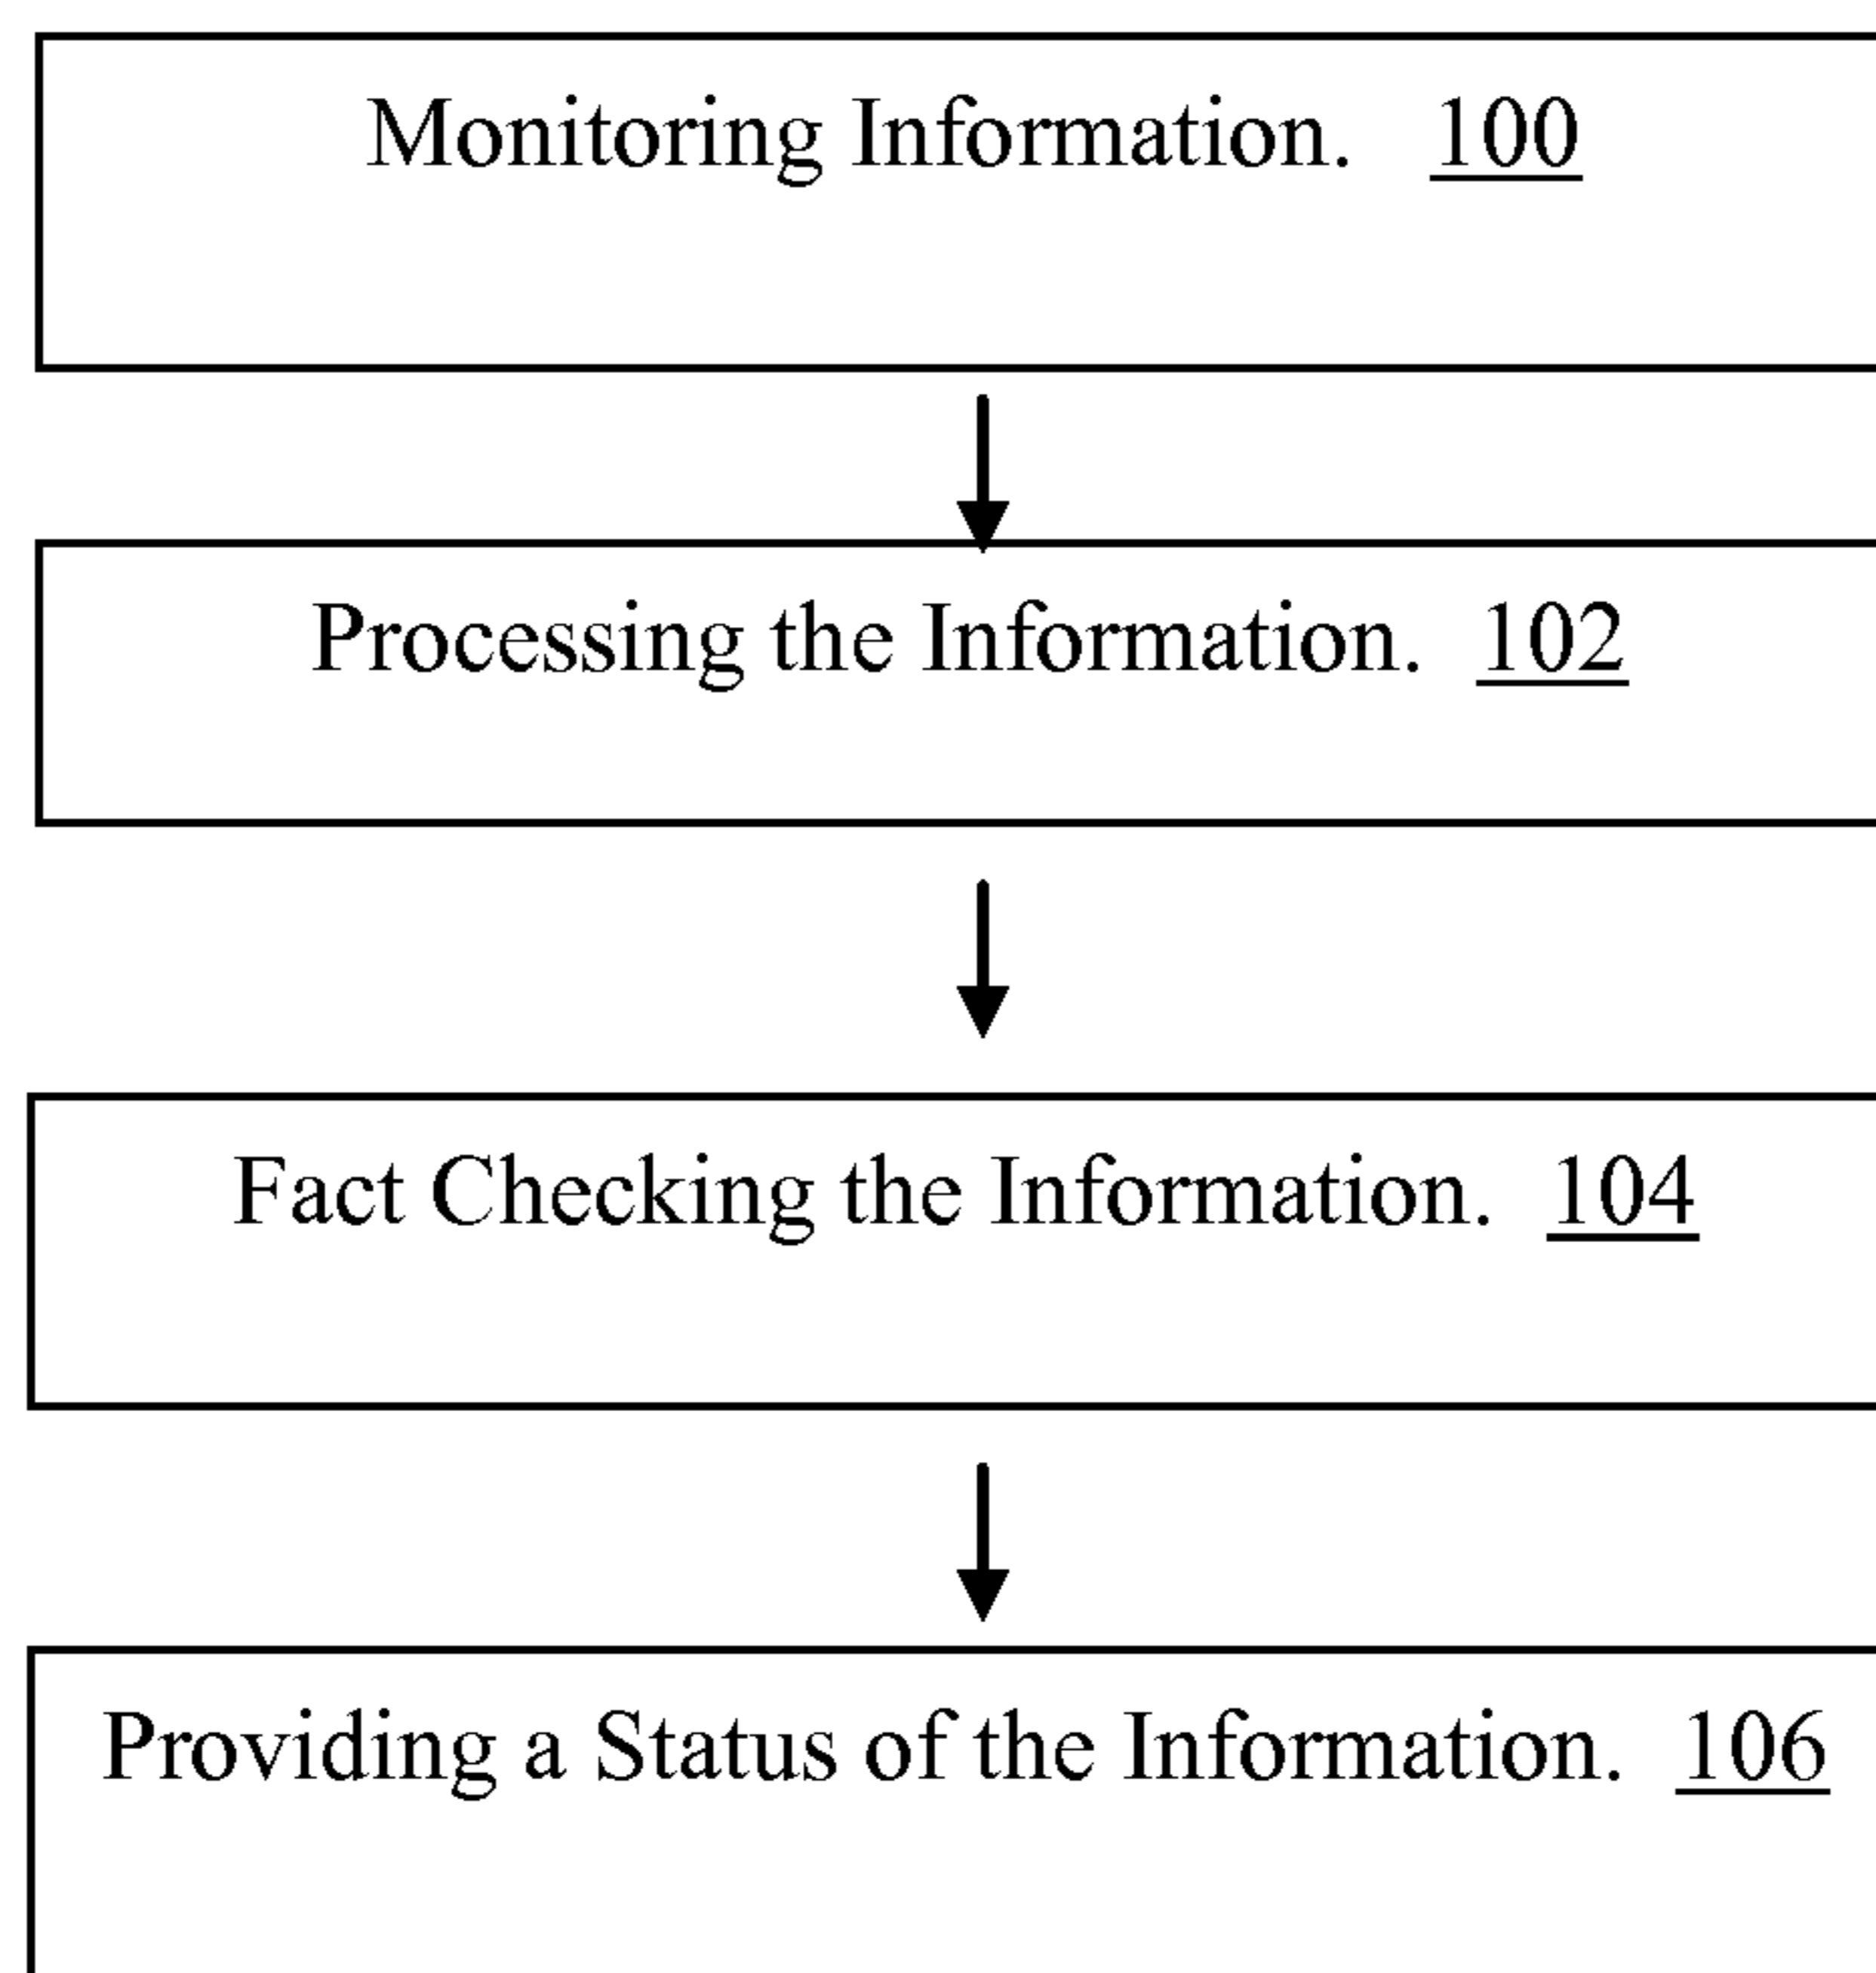 Monitoring Information. 100
Processing the Information. 102
Fact Checking the Information. 104
Providing a Status of the Information. 106